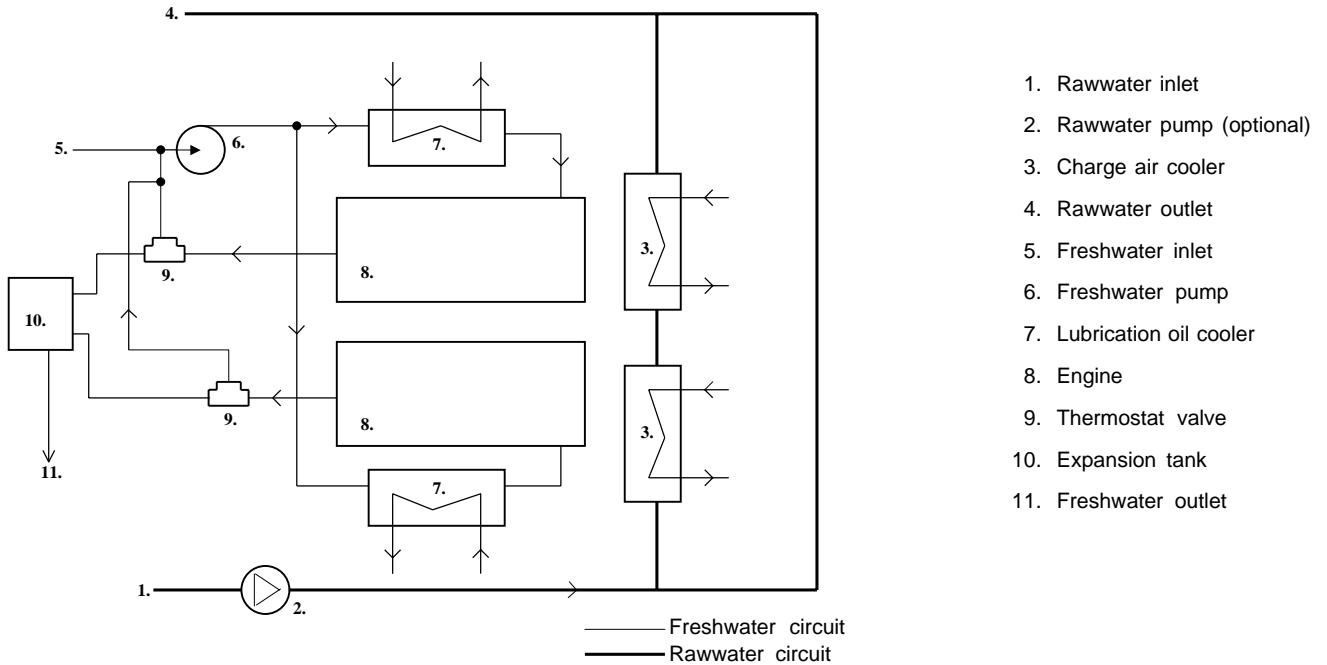 4.
6.
7.
5.
3.
9.
8.
10.
3.
9.
8.
11.
7.
1.
2.
Freshwater circuit
Rawwater circuit
1. Rawwater inlet
2. Rawwater pump (optional)
3. Charge air cooler
4. Rawwater outlet
5. Freshwater inlet
6. Freshwater pump
7. Lubrication oil cooler
8. Engine
9. Thermostat valve
10. Expansion tank
11. Freshwater outlet